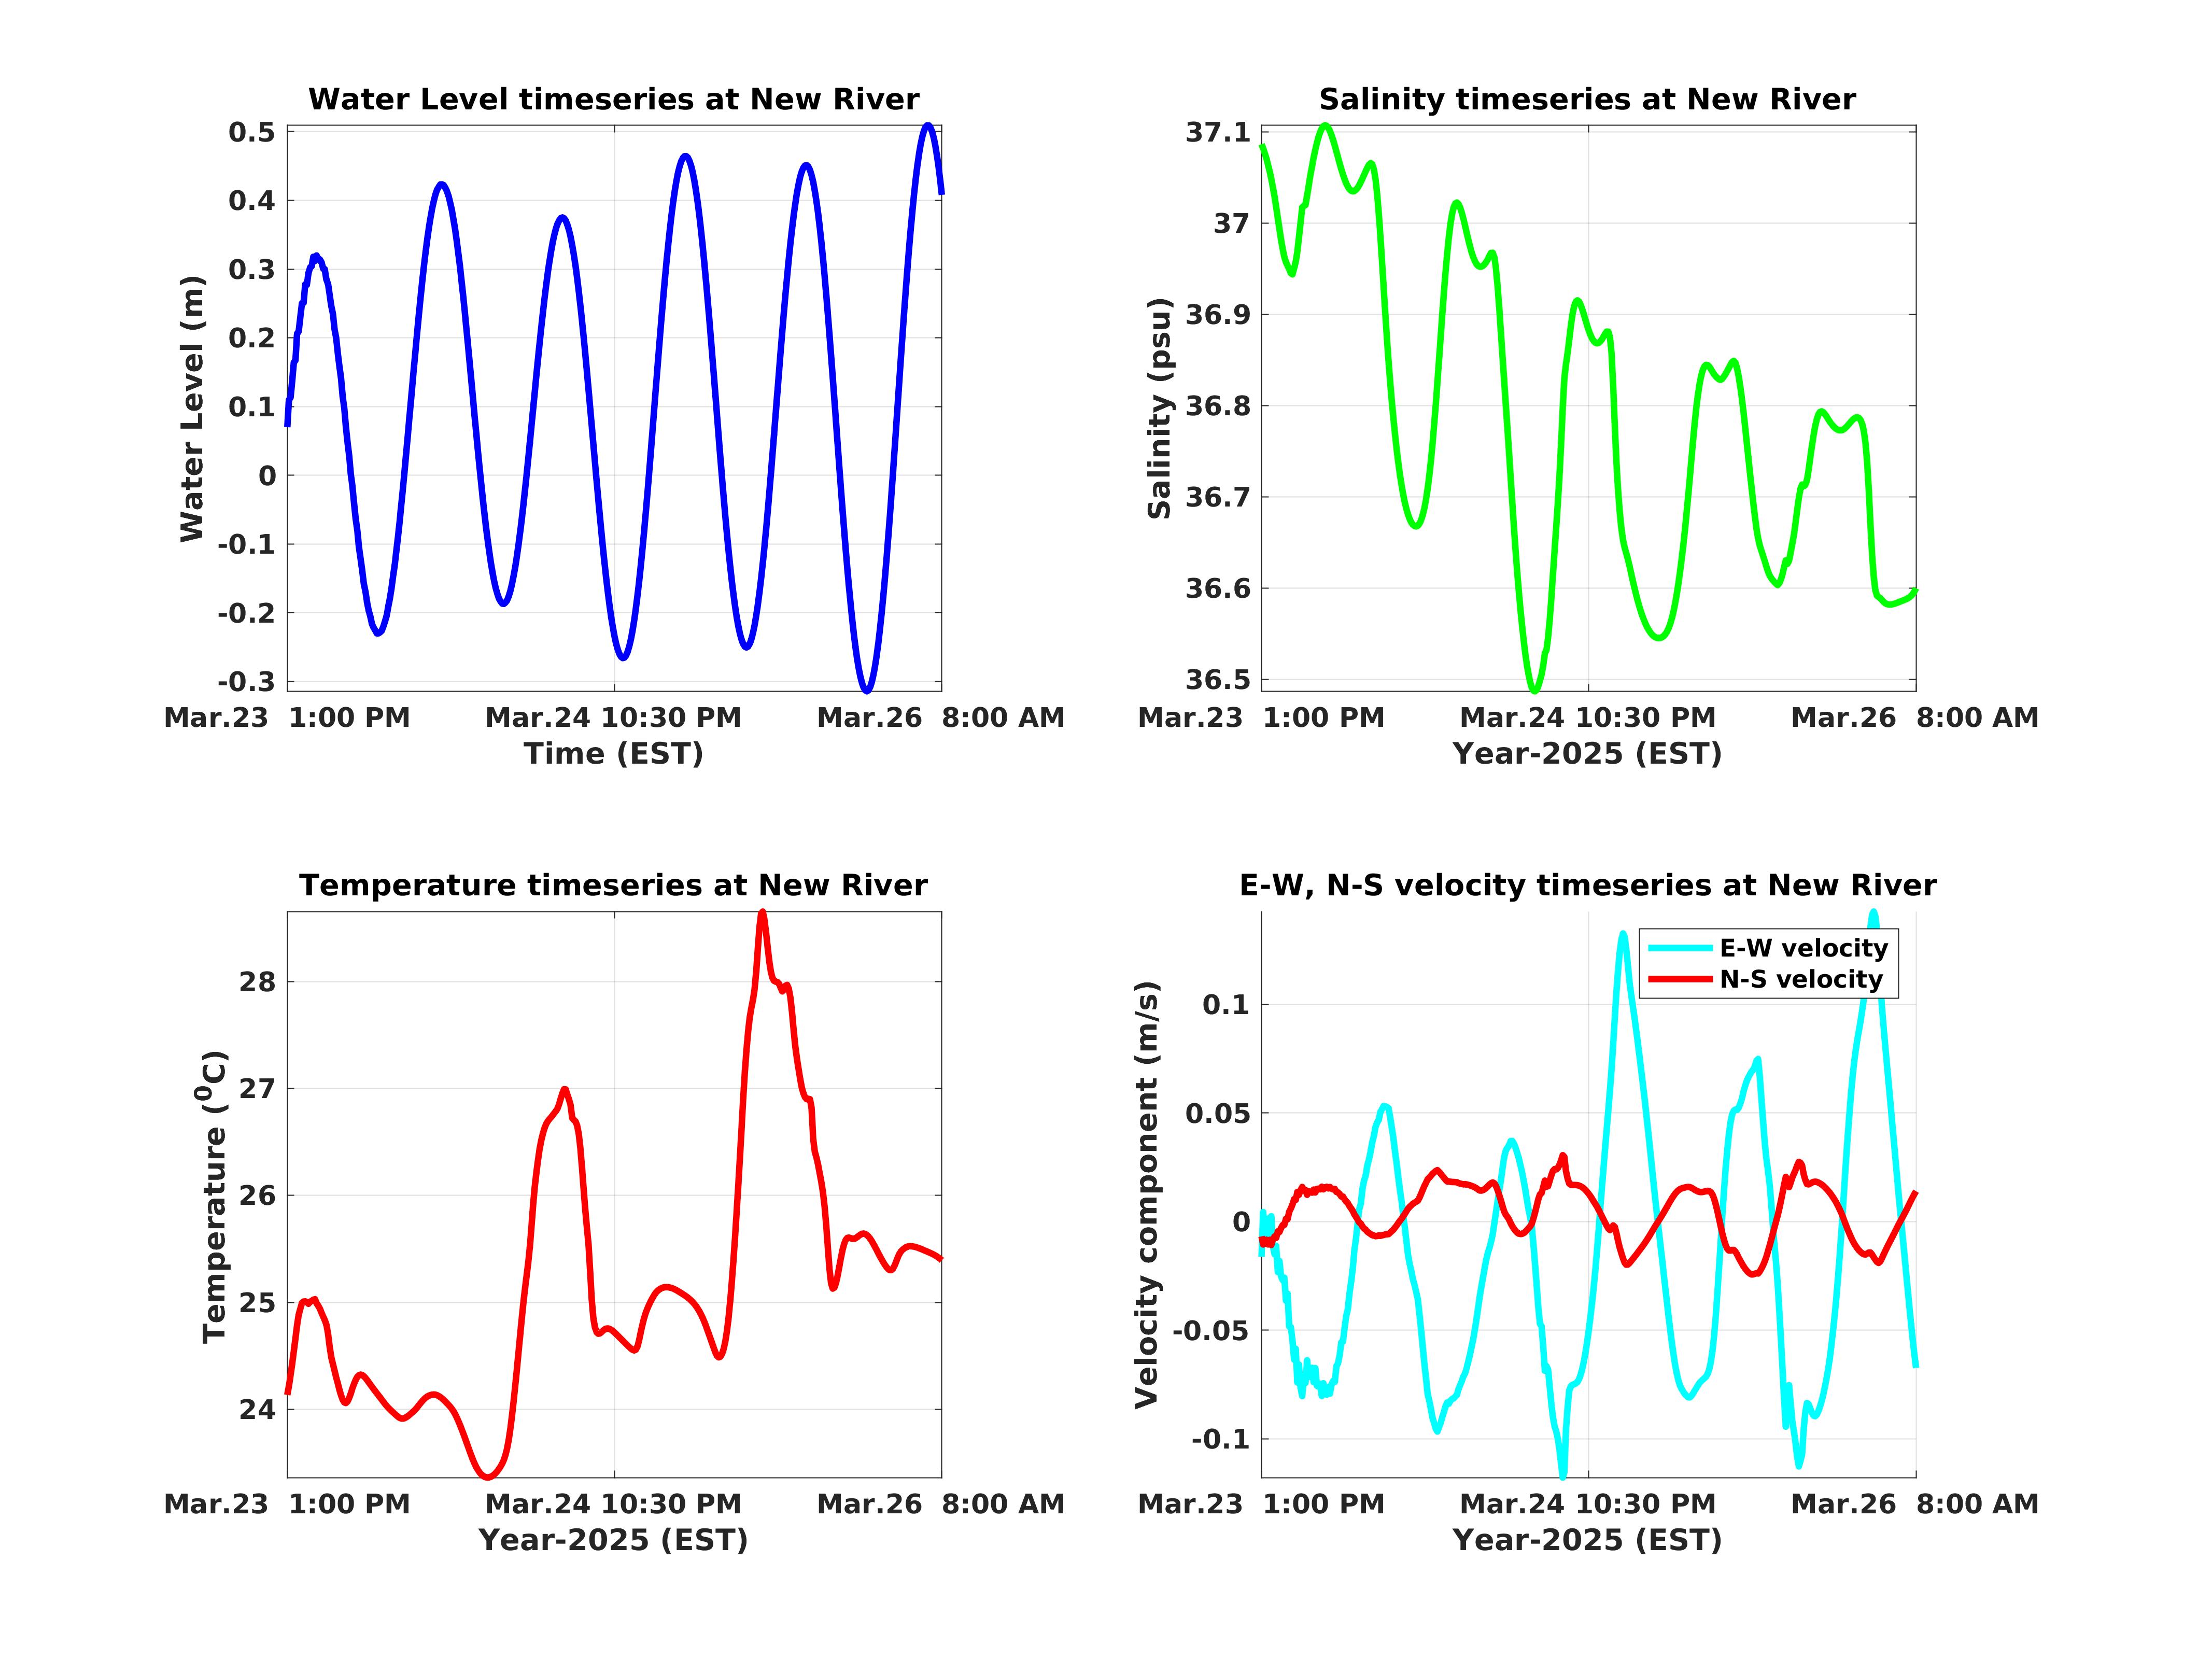 Water Level timeseries at New River
0.5
0.4
0.3
0.2
0.1
0
-0.1
-0.2
-0.3
Water Level (m)
Mar.23 1:00 PM
Mar.24 10:30 PM
Mar.26 8:00 AM
Time (EST)
Salinity timeseries at New River
37.1
37
36.9
36.8
36.7
36.6
36.5
Salinity (psu)
Mar.23 1:00 PM
Mar.24 10:30 PM
Mar.26 8:00 AM
Year-2025 (EST)
Temperature timeseries at New River
28
27
26
25
24
Temperature (⁰C)
Mar.23 1:00 PM
Mar.24 10:30 PM
Mar.26 8:00 AM
Year-2025 (EST)
E-W, N-S velocity timeseries at New River
E-W velocity
N-S velocity
0.1
0.05
0
-0.05
-0.1
Velocity component (m/s)
Mar.23 1:00 PM
Mar.24 10:30 PM
Mar.26 8:00 AM
Year-2025 (EST)